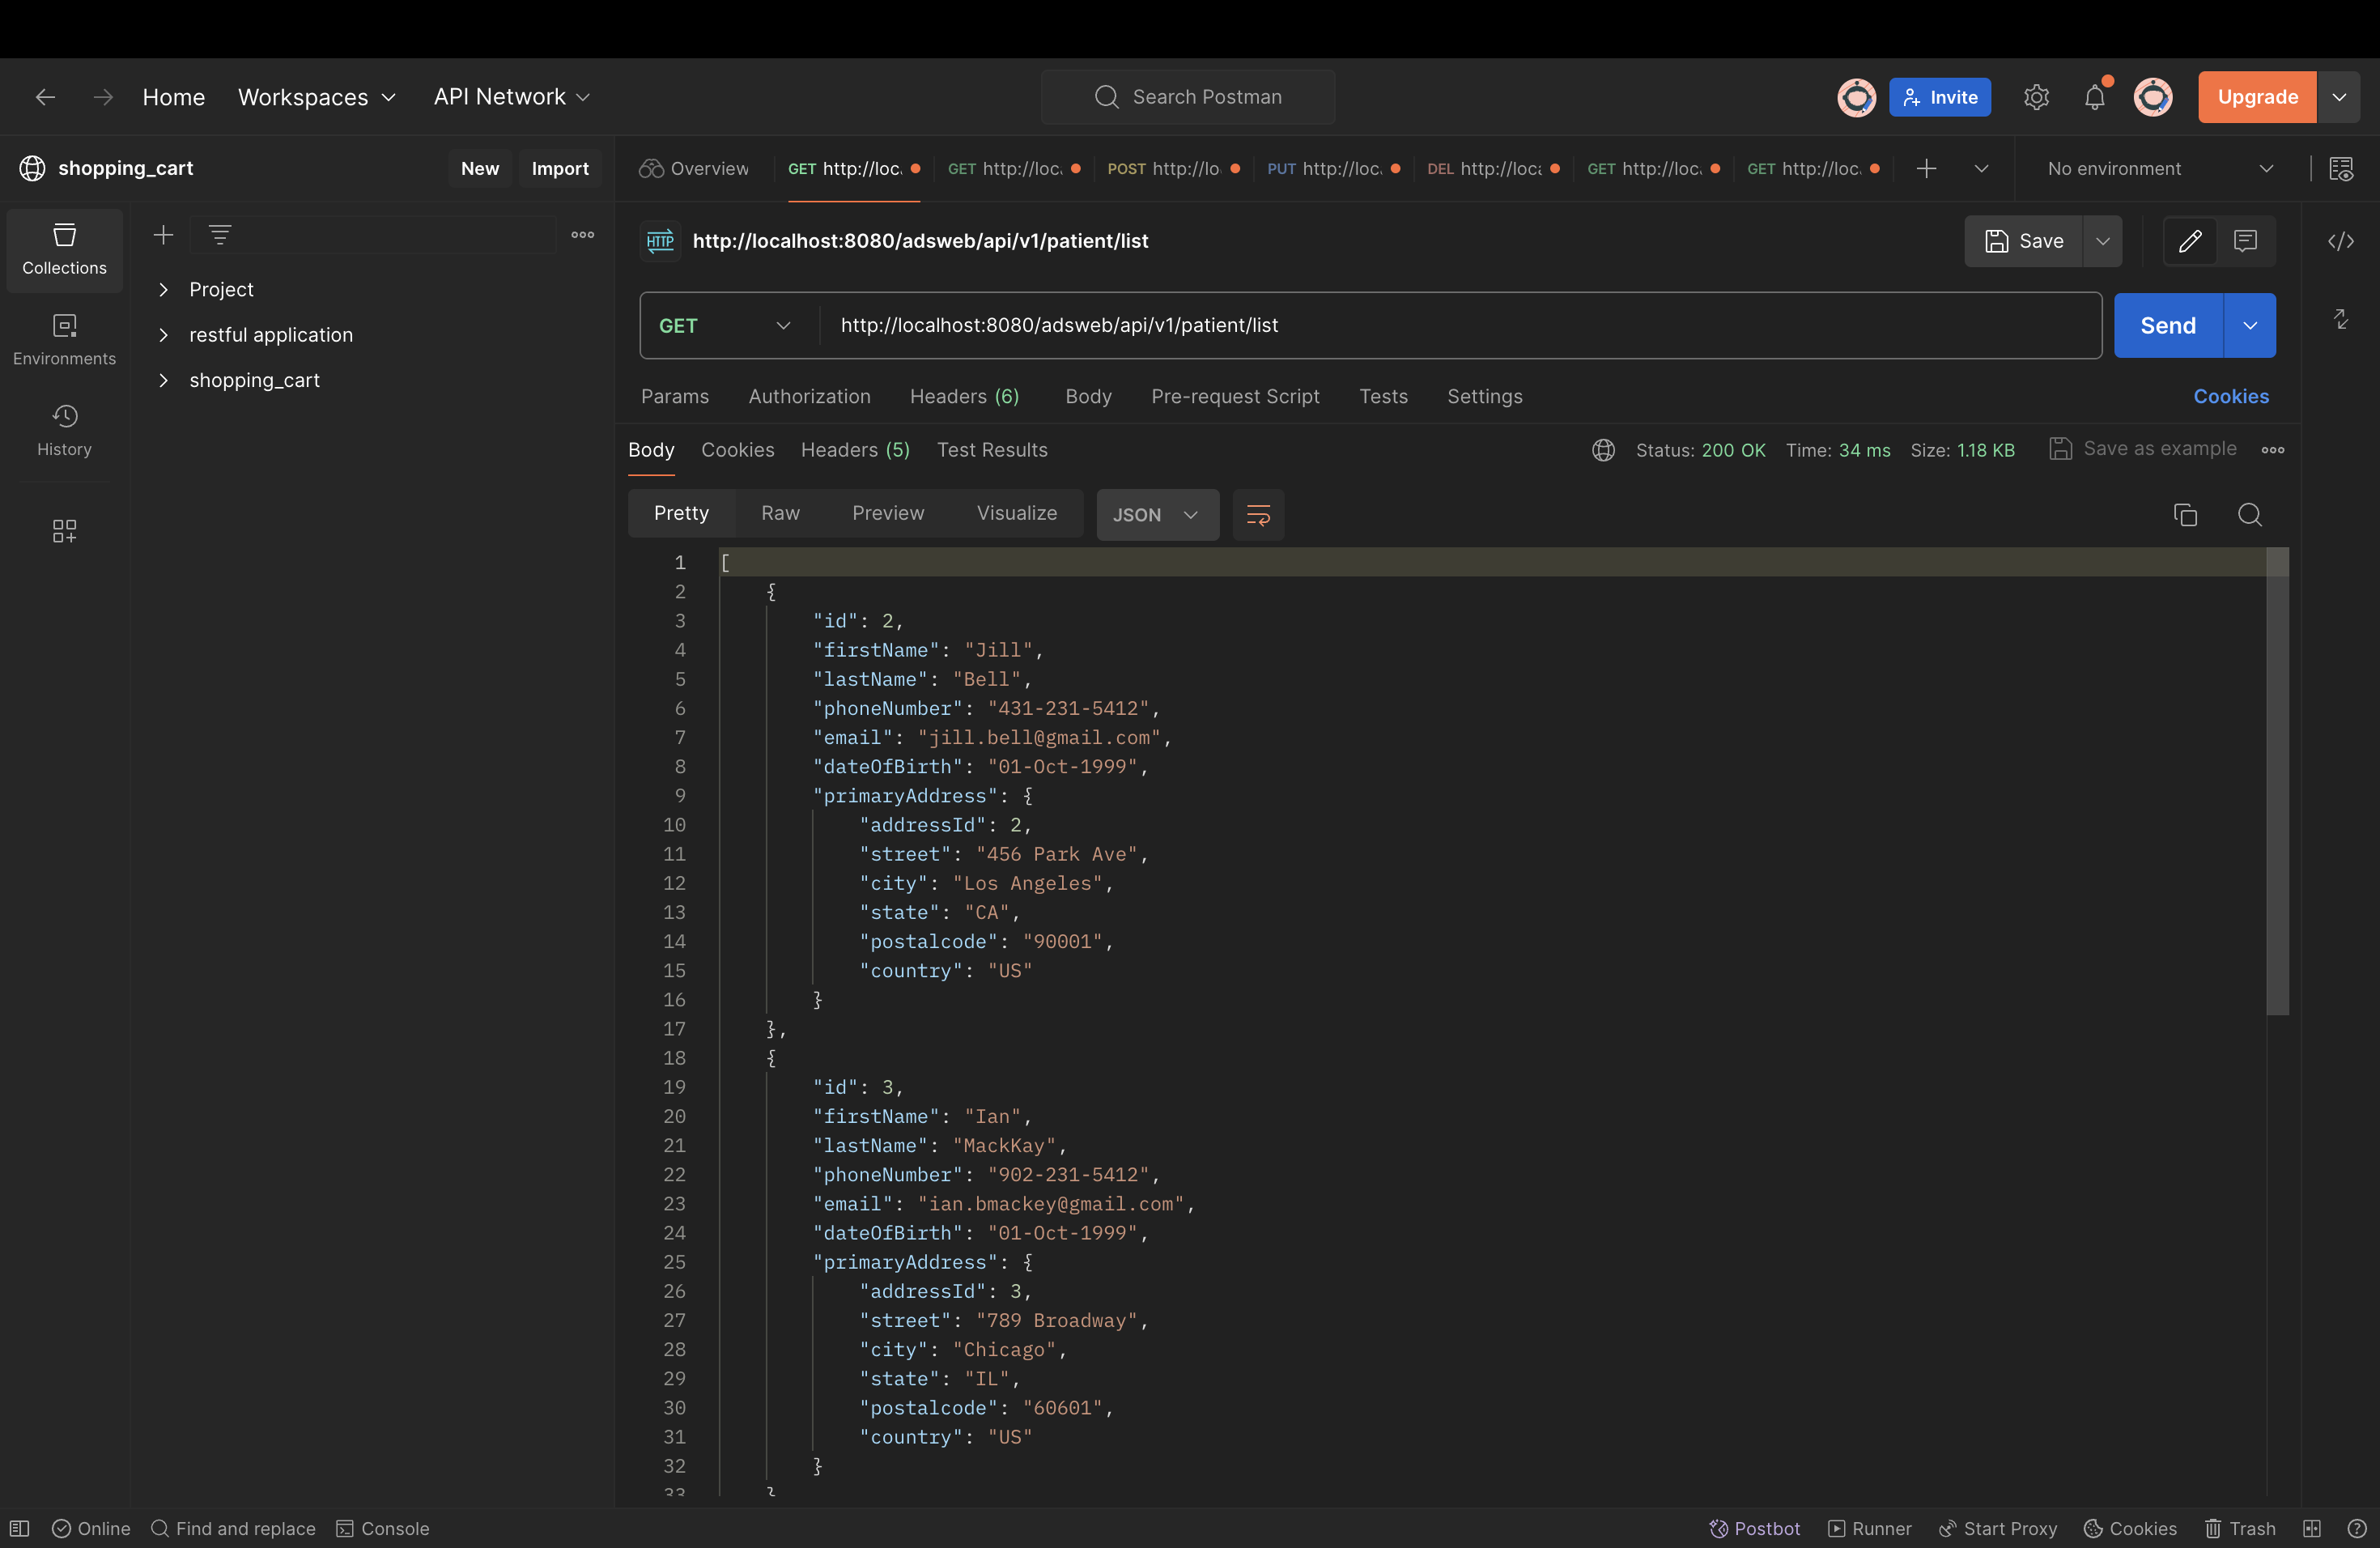 Home Workspaces API Network Search Postman Invite Upgrade
shopping_cart New Import
Overview GET http://loc. GET http://loc. POST http://lo PUT http://loc. DEL http://loc GET http://loc. GET http://loc. No environment
Collections
Environments
History
Project
restful application
shopping_cart
HTTP http://localhost:8080/adsweb/api/v1/patient/list Save
GET http://localhost:8080/adsweb/api/v1/patient/list Send
Params Authorization Headers (6) Body Pre-request Script Tests Settings Cookies
Body Cookies Headers (5) Test Results Status: 200 OK Time: 34 ms Size: 1.18 KB Save as example
Pretty Raw Preview Visualize JSON
1 [
2 {
3 "id": 2,
4 "firstName": "Jill",
5 "lastName": "Bell",
6 "phoneNumber": "431-231-5412",
7 "email": "jill.bell@gmail.com",
8 "dateOfBirth": "01-Oct-1999",
9 "primaryAddress": {
10 "addressId": 2,
11 "street": "456 Park Ave",
12 "city": "Los Angeles",
13 "state": "CA",
14 "postalcode": "90001",
15 "country": "US"
16 }
17 },
18 {
19 "id": 3,
20 "firstName": "Ian",
21 "lastName": "MackKay",
22 "phoneNumber": "902-231-5412",
23 "email": "ian.bmackey@gmail.com",
24 "dateOfBirth": "01-Oct-1999",
25 "primaryAddress": {
26 "addressId": 3,
27 "street": "789 Broadway",
28 "city": "Chicago",
29 "state": "IL",
30 "postalcode": "60601",
31 "country": "US"
32 }
33 }
Online Find and replace Console Postbot Runner Start Proxy Cookies Trash